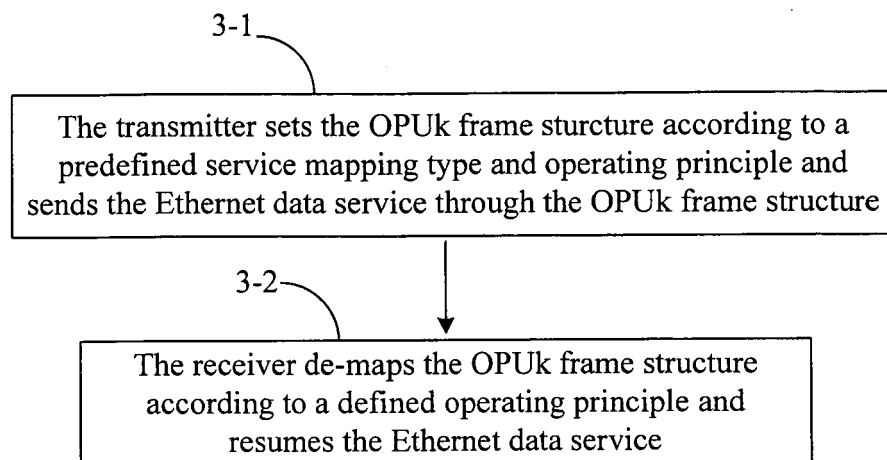 3-1
The transmitter sets the OPUk frame sturcture according to a
predefined service mapping type and operating principle and
sends the Ethernet data service through the OPUk frame structure
3-2
The receiver de-maps the OPUk frame structure
according to a defined operating principle and
resumes the Ethernet data service